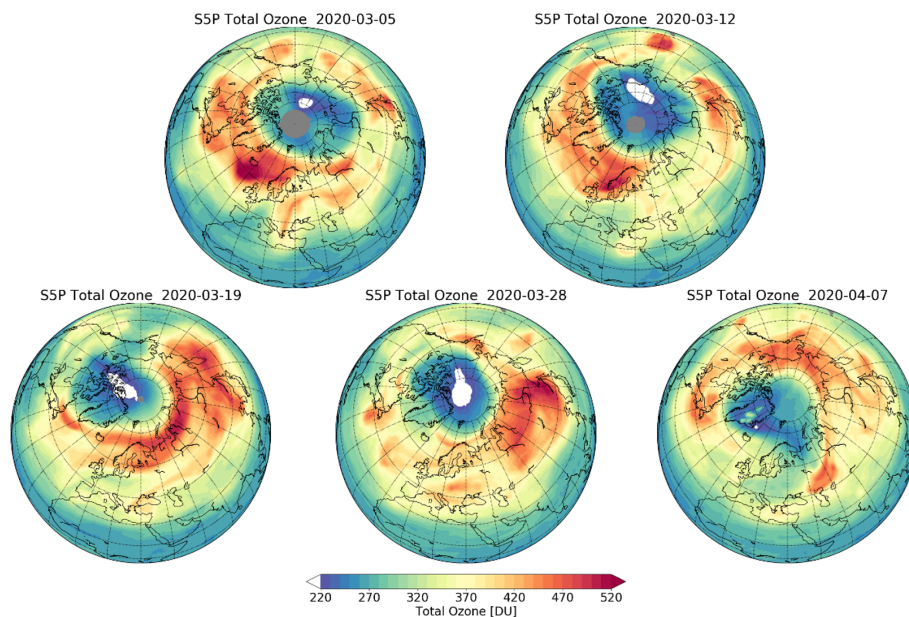 S5P Total Ozone 2020-03-05
S5P Total Ozone 2020-03-12
S5P Total Ozone 2020-03-19
S5P Total Ozone 2020-03-28
S5P Total Ozone 2020-04-07
220 270 320 370 420 470 520
Total Ozone [DU]